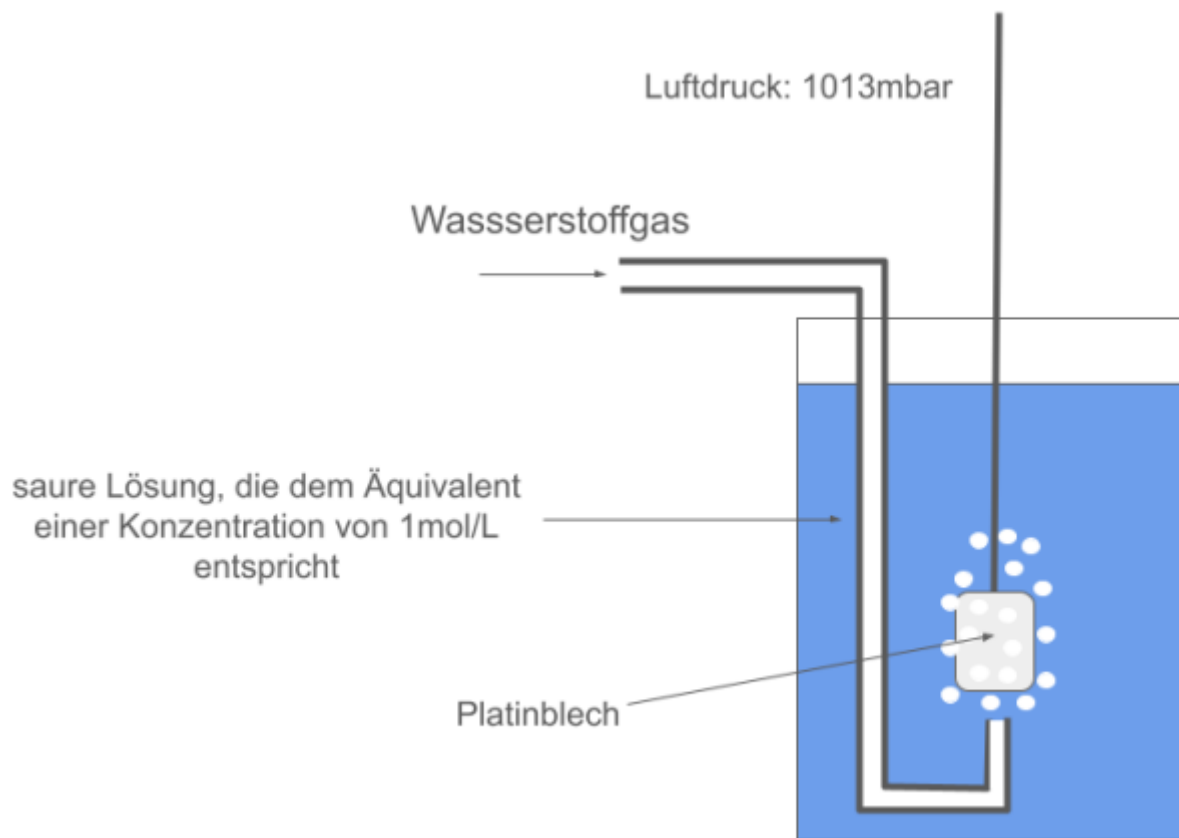 Luftdruck: 1013mbar
Wassserstoffgas
saure Lösung, die dem Äquivalent
einer Konzentration von 1mol/L
entspricht
Platinblech